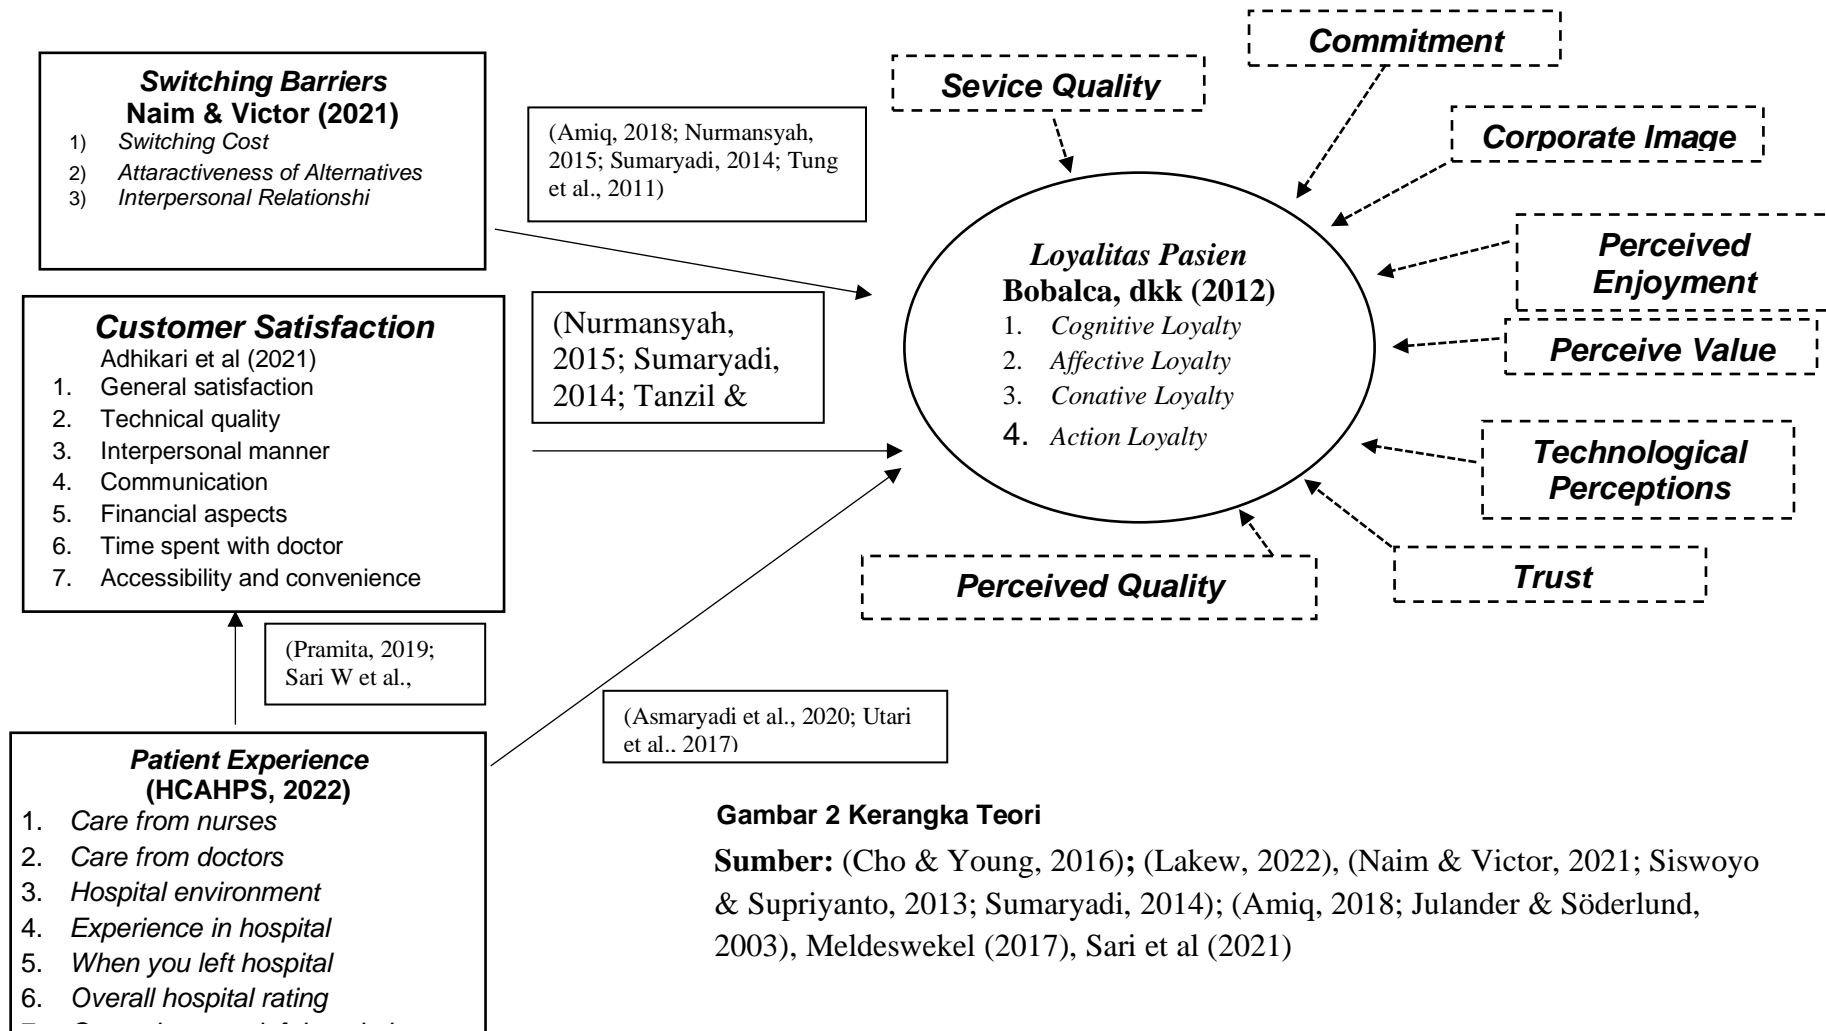 Switching Barriers
Naim & Victor (2021)
1) Switching Cost
2) Attaractiveness of Alternatives
3) Interpersonal Relationshi
(Amiq, 2018; Nurmansyah,
2015; Sumaryadi, 2014; Tung
et al., 2011)
Customer Satisfaction
Adhikari et al (2021)
1. General satisfaction
2. Technical quality
3. Interpersonal manner
4. Communication
5. Financial aspects
6. Time spent with doctor
7. Accessibility and convenience
(Nurmansyah,
2015; Sumaryadi,
2014; Tanzil &
(Pramita, 2019;
Sari W et al.,
Patient Experience
(HCAHPS, 2022)
1. Care from nurses
2. Care from doctors
3. Hospital environment
4. Experience in hospital
5. When you left hospital
6. Overall hospital rating
(Asmaryadi et al., 2020; Utari
et al., 2017)
Loyalitas Pasien
Bobalca, dkk (2012)
1. Cognitive Loyalty
2. Affective Loyalty
3. Conative Loyalty
4. Action Loyalty
Sevice Quality
Commitment
Corporate Image
Perceived
Enjoyment
Perceive Value
Technological
Perceptions
Trust
Perceived Quality
Gambar 2 Kerangka Teori
Sumber: (Cho & Young, 2016); (Lakew, 2022), (Naim & Victor, 2021; Siswoyo
& Supriyanto, 2013; Sumaryadi, 2014); (Amiq, 2018; Julander & Söderlund,
2003), Meldeswekel (2017), Sari et al (2021)